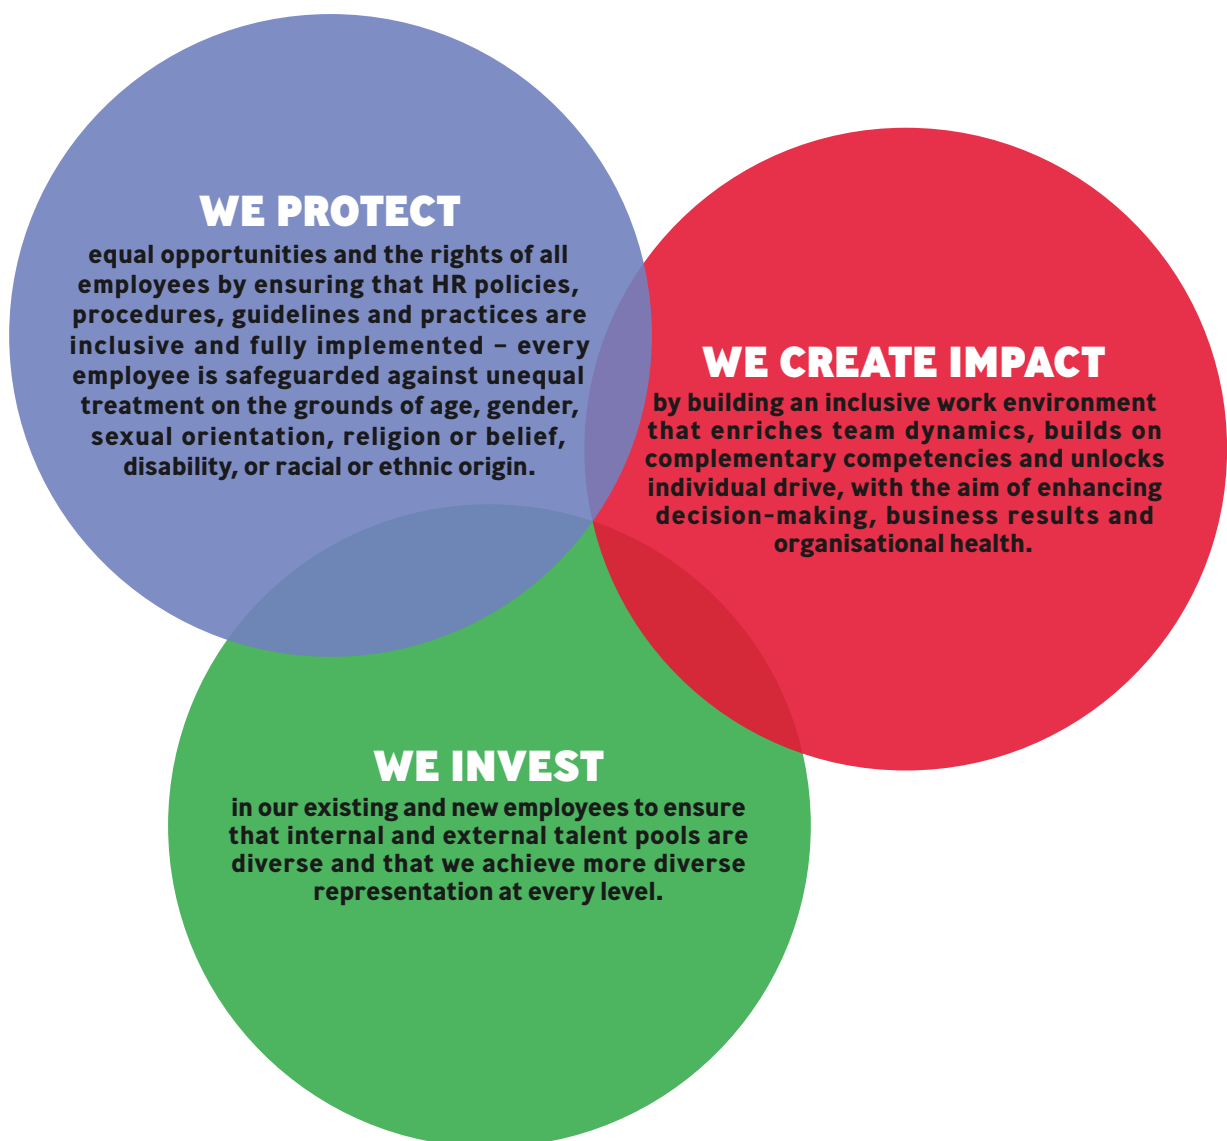 WE PROTECT
equal opportunities and the rights of all
employees by ensuring that HR policies,
procedures, guidelines and practices are
inclusive and fully implemented – every
employee is safeguarded against unequal
treatment on the grounds of age, gender,
sexual orientation, religion or belief,
disability, or racial or ethnic origin.
WE CREATE IMPACT
by building an inclusive work environment
that enriches team dynamics, builds on
complementary competencies and unlocks
individual drive, with the aim of enhancing
decision-making, business results and
organisational health.
WE INVEST
in our existing and new employees to ensure
that internal and external talent pools are
diverse and that we achieve more diverse
representation at every level.